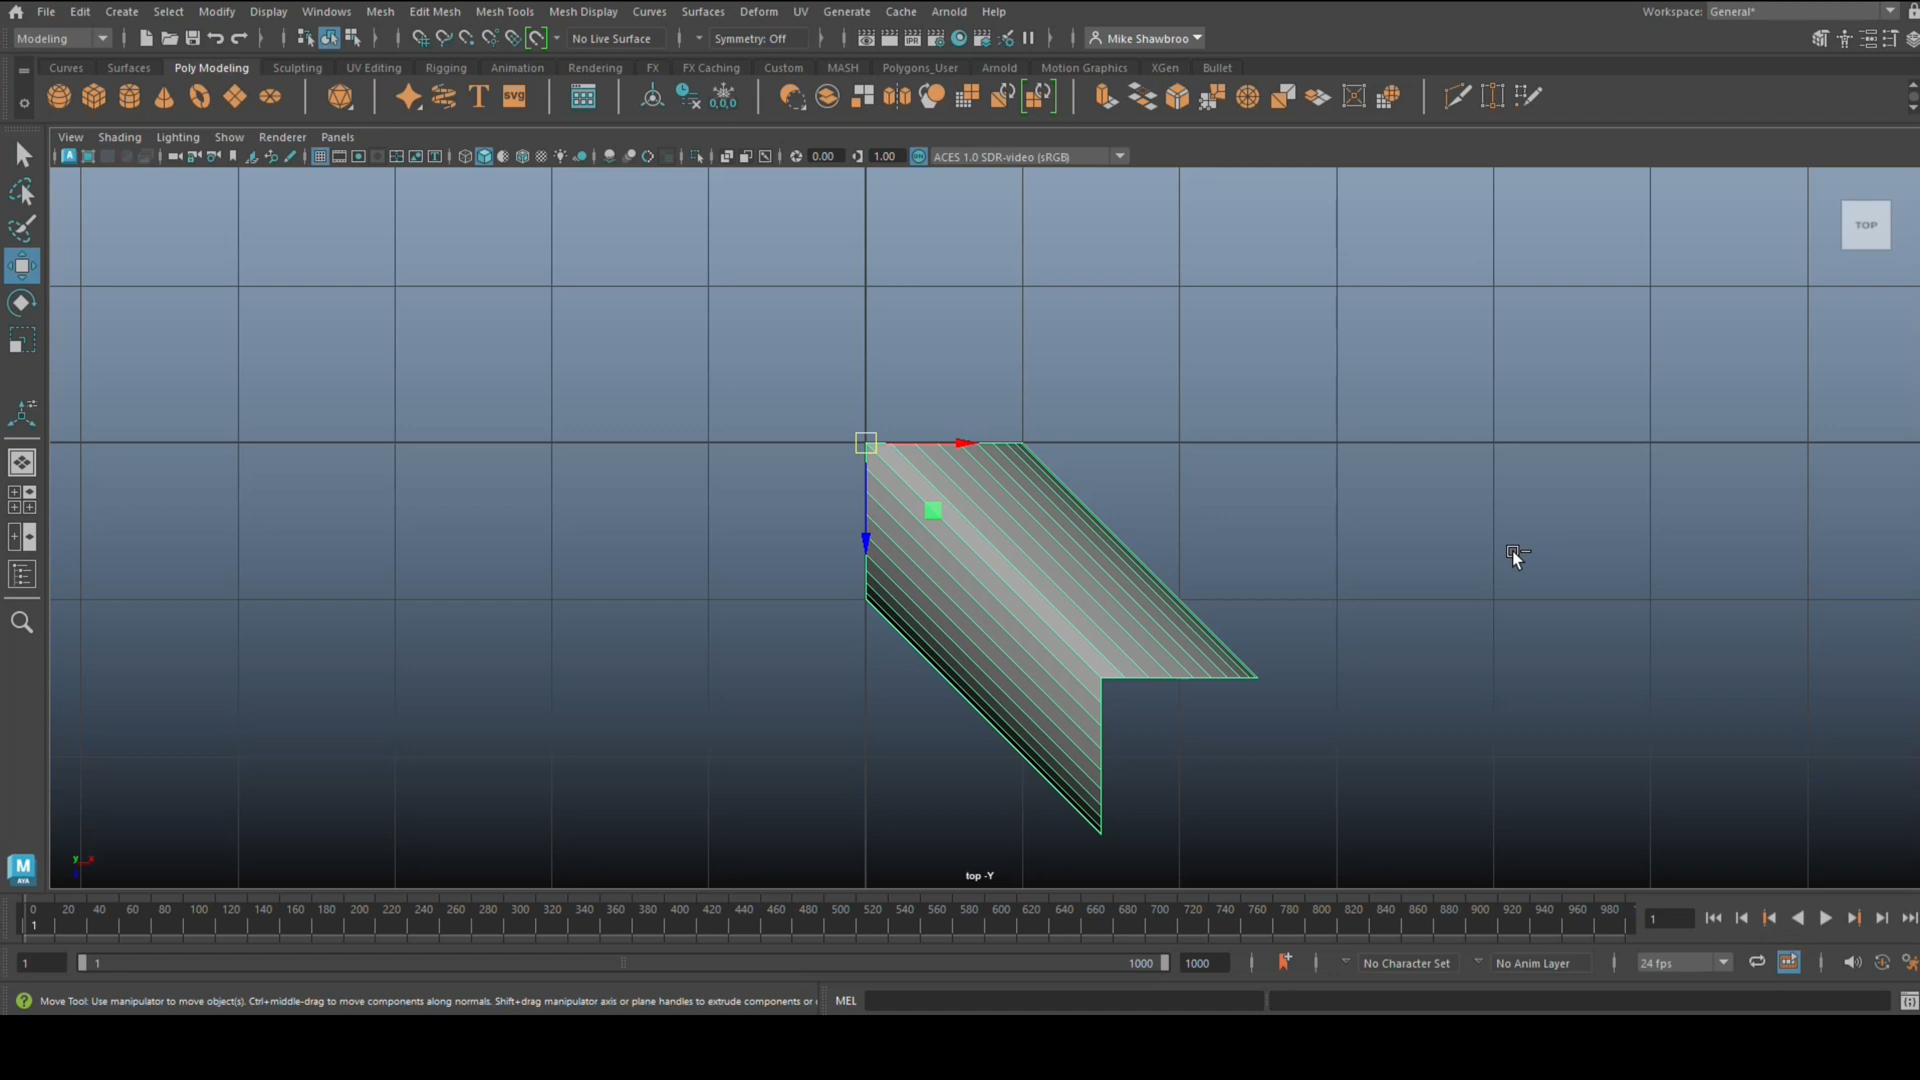 File Edit Create Select Modify Display Windows Mesh Edit Mesh Mesh Tools Mesh Display Curves Surfaces Deform UV Generate Cache Arnold Help Workspace: General*
Modeling No Live Surface Symmetry: Off Mike Shawbroo
Curves Surfaces Poly Modeling Sculpting UV Editing Rigging Animation Rendering FX FX Caching Custom MASH Polygons_User Arnold Motion Graphics XGen Bullet
T SVG 0,0,0
View Shading Lighting Show Renderer Panels
0.00 1.00 ACES 1.0 SDR-video (sRGB)
TOP
y x
M
AYA
top -Y
0 20 40 60 80 100 120 140 160 180 200 220 240 260 280 300 320 340 360 380 400 420 440 460 480 500 520 540 560 580 600 620 640 660 680 700 720 740 760 780 800 820 840 860 880 900 920 940 960 980
1 1
1 1 1000 1000 No Character Set No Anim Layer 24 fps
Move Tool: Use manipulator to move object(s). Ctrl+middle-drag to move components along normals. Shift+drag manipulator axis or plane handles to extrude components or MEL